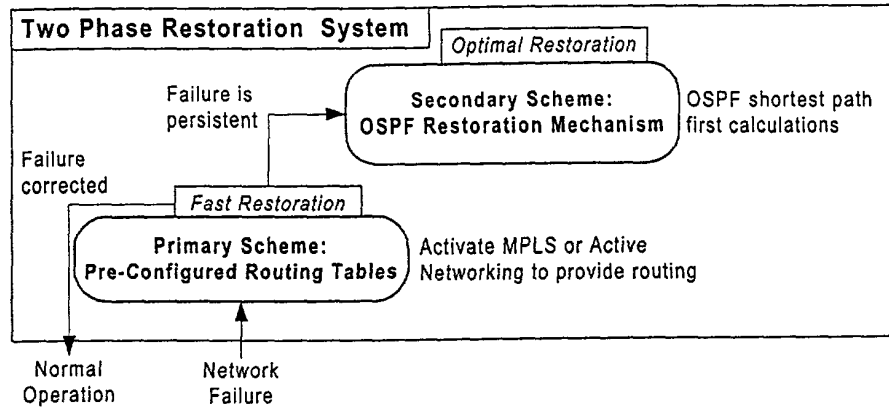 Two Phase Restoration System
Optimal Restoration
Failure is
persistent
Secondary Scheme:
OSPF Restoration Mechanism
OSPF shortest path
first calculations
Failure
corrected
Fast Restoration
Primary Scheme:
Pre-Configured Routing Tables
Activate MPLS or Active
Networking to provide routing
Normal
Operation
Network
Failure